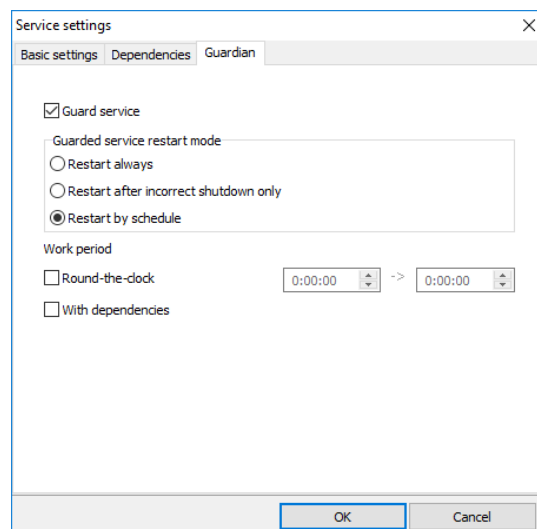 Service settings
Basic settings Dependencies Guardian
Guard service
Guarded service restart mode
Restart always
Restart after incorrect shutdown only
Restart by schedule
Work period
Round-the-clock 0:00:00 -> 0:00:00
With dependencies
OK Cancel